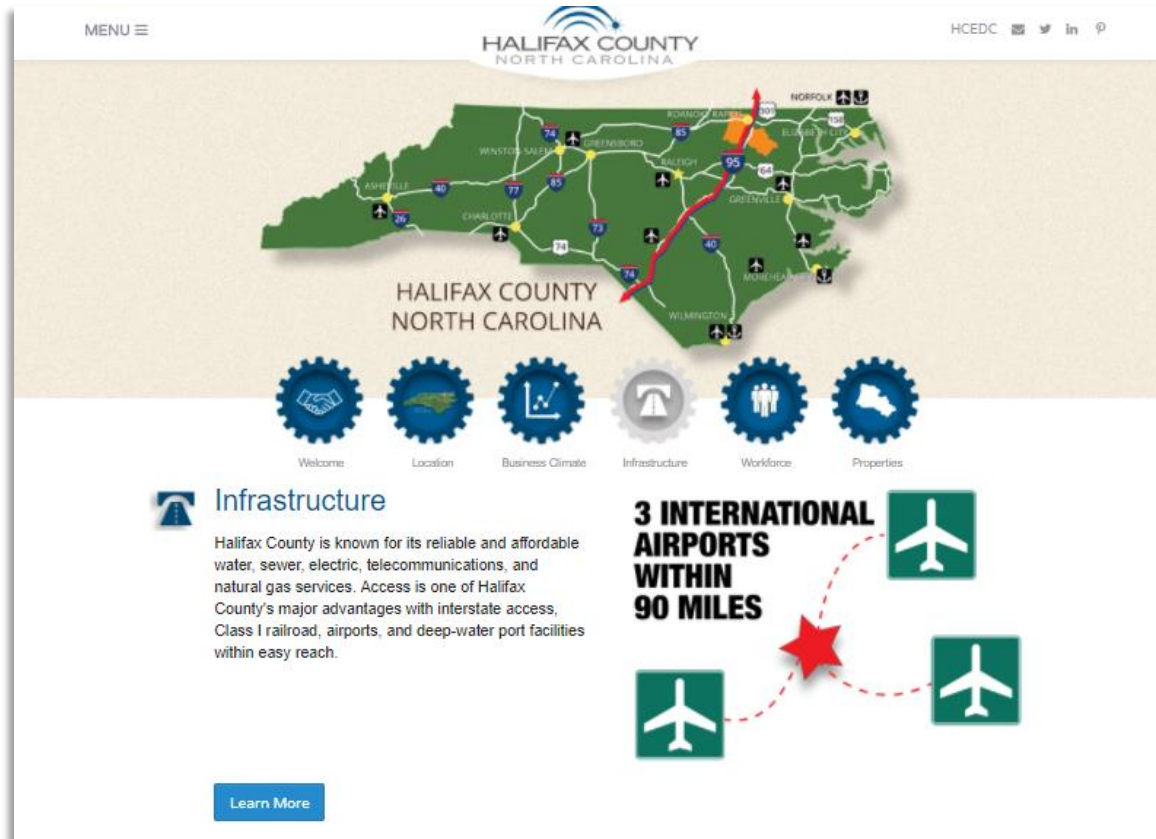 MENU
HALIFAX COUNTY
NORTH CAROLINA
HCEDC
NORFOLK
ROANOKE RAPIDS
303
158
ELIZABETH CITY
74
85
WINSTON SALEM
GREENSBORO
RALEIGH
95
64
ASHEVILLE
40
77
85
GREENVILLE
26
CHARLOTTE
73
74
40
74
WILMINGTON
HALIFAX COUNTY
NORTH CAROLINA
Welcome
Location
Business Climate
Infrastructure
Workforce
Properties
Infrastructure
Halifax County is known for its reliable and affordable
water, sewer, electric, telecommunications, and
natural gas services. Access is one of Halifax
County's major advantages with interstate access,
Class I railroad, airports, and deep-water port facilities
within easy reach.
3 INTERNATIONAL
AIRPORTS
WITHIN
90 MILES
Learn More